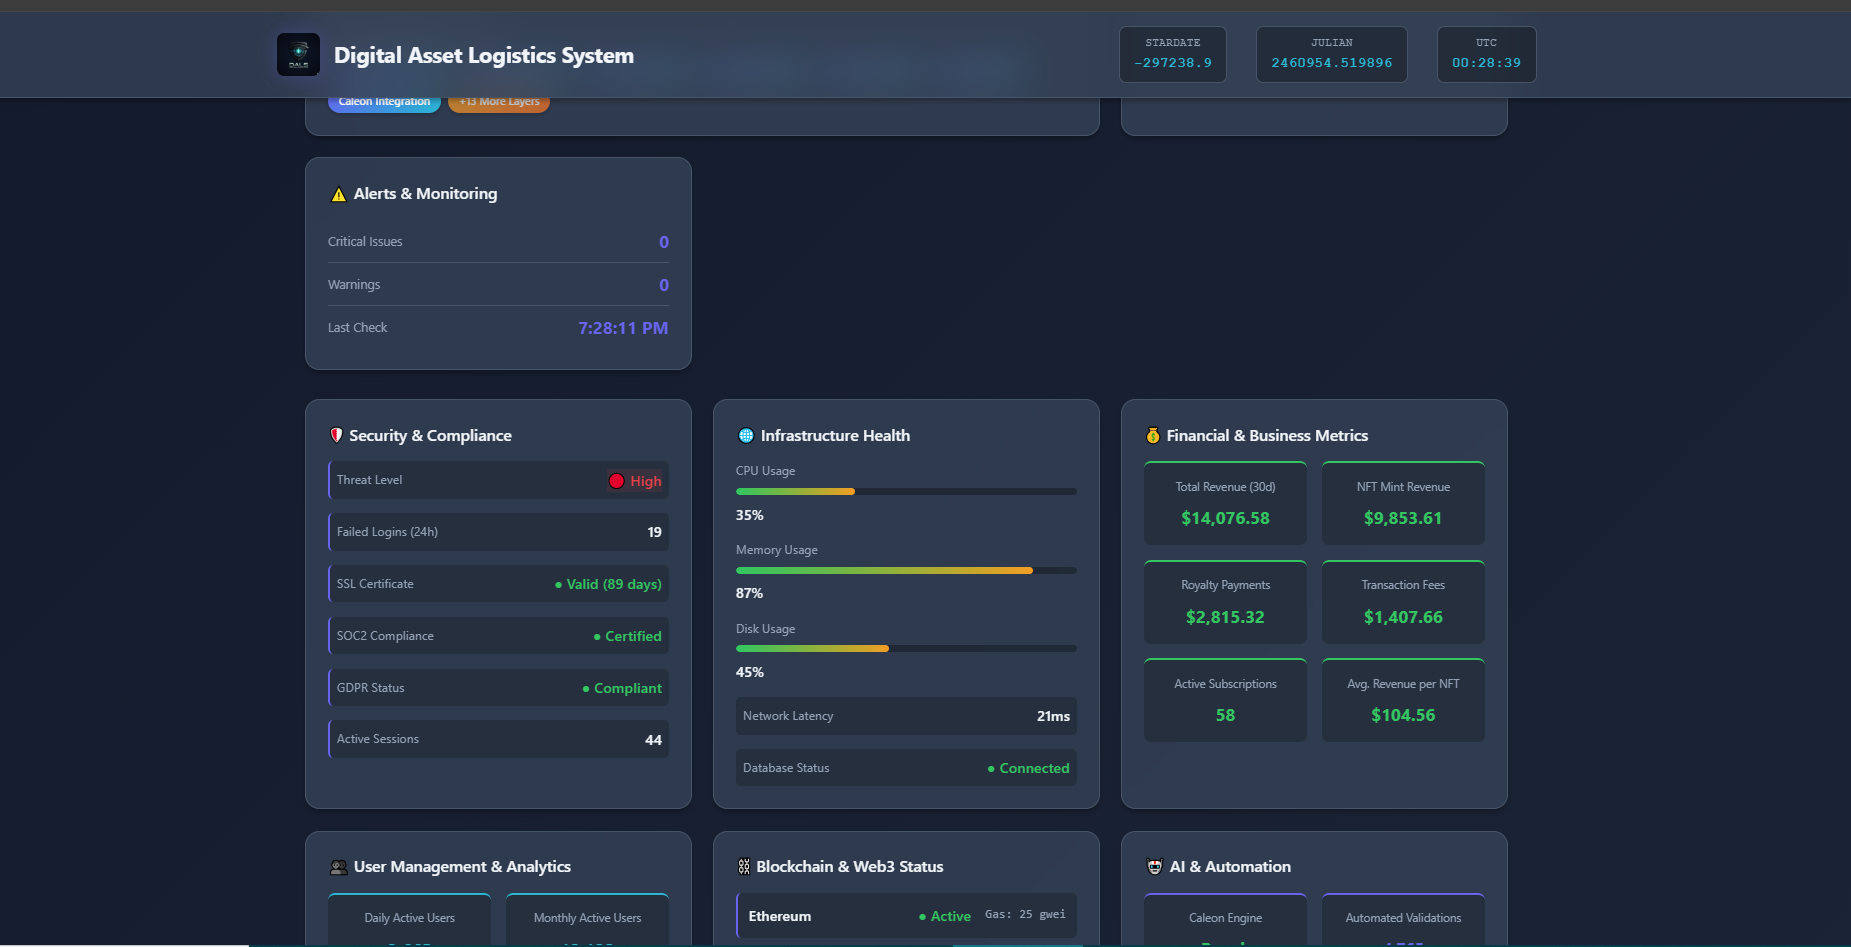 DALS
Digital Asset Logistics System
STARDATE
-297238.9
JULIAN
2460954.519896
UTC
00:28:39
Caleon Integration
+13 More Layers
Alerts & Monitoring
Critical Issues
0
Warnings
0
Last Check
7:28:11 PM
Security & Compliance
Threat Level
High
Failed Logins (24h)
19
SSL Certificate
● Valid (89 days)
SOC2 Compliance
● Certified
GDPR Status
● Compliant
Active Sessions
44
Infrastructure Health
CPU Usage
35%
Memory Usage
87%
Disk Usage
45%
Network Latency
21ms
Database Status
● Connected
Financial & Business Metrics
Total Revenue (30d)
$14,076.58
NFT Mint Revenue
$9,853.61
Royalty Payments
$2,815.32
Transaction Fees
$1,407.66
Active Subscriptions
58
Avg. Revenue per NFT
$104.56
User Management & Analytics
Daily Active Users
Monthly Active Users
Blockchain & Web3 Status
Ethereum
● Active
Gas: 25 gwei
AI & Automation
Caleon Engine
Automated Validations